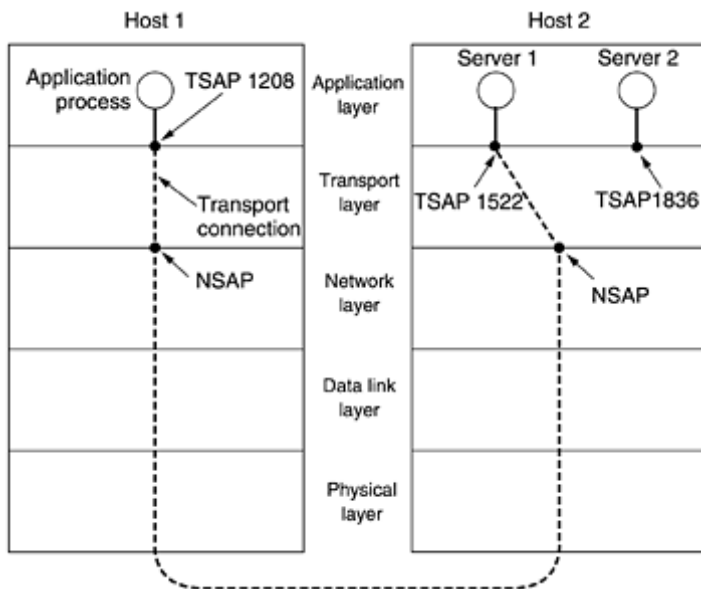 Host 1
Host 2
Application
process
TSAP 1208
Application
layer
Server 1
Server 2
Transport
connection
Transport
layer
TSAP 1522
TSAP1836
NSAP
Network
layer
NSAP
Data link
layer
Physical
layer